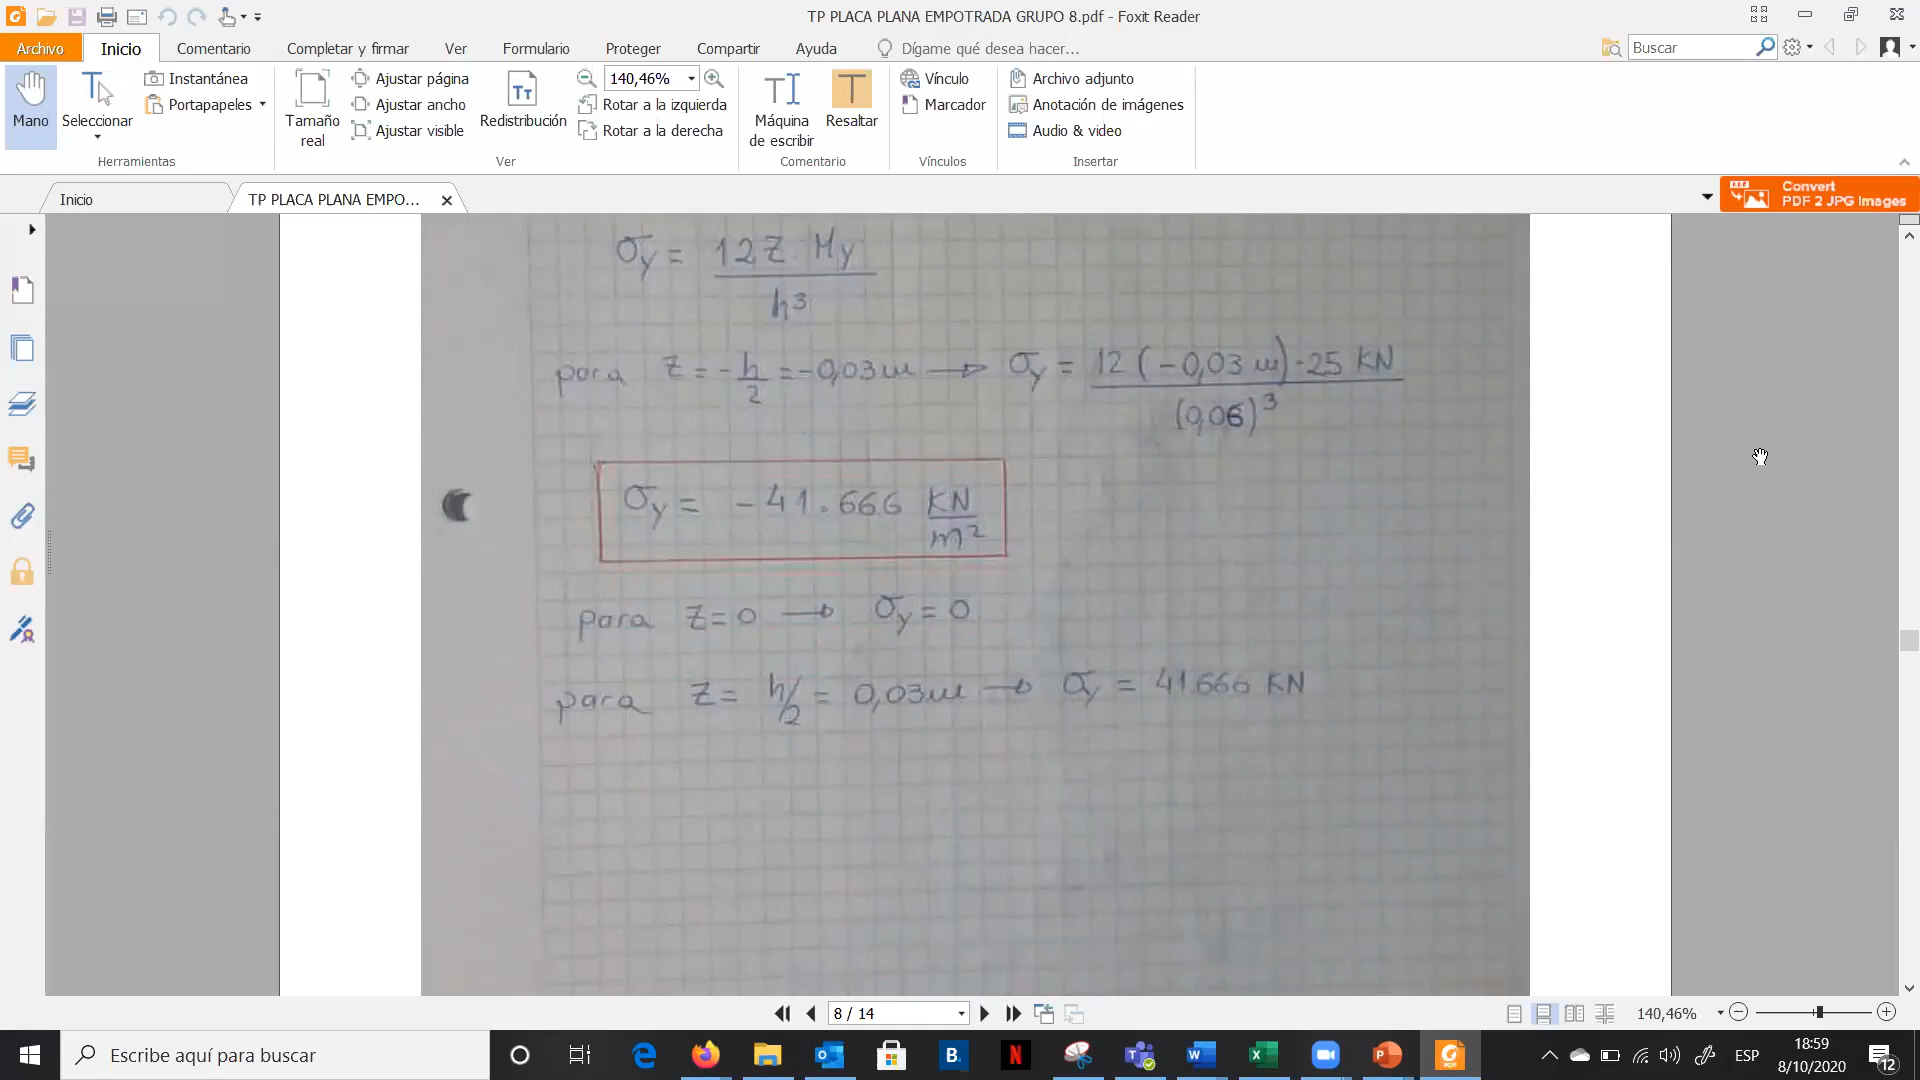 TP PLACA PLANA EMPOTRADA GRUPO 8.pdf - Foxit Reader
Archivo Inicio Comentario Completar y firmar Ver Formulario Proteger Compartir Ayuda Dígame qué desea hacer... Buscar
Mano
Seleccionar
Instantánea
Portapapeles
Herramientas
Tamaño real
Ajustar página
Ajustar ancho
Ajustar visible
Redistribución
140,46%
Rotar a la izquierda
Rotar a la derecha
Ver
Máquina de escribir
Resaltar
Comentario
Vínculo
Marcador
Vínculos
Archivo adjunto
Anotación de imágenes
Audio & video
Insertar
Inicio
TP PLACA PLANA EMPO...
Convert
PDF 2 JPG Images
σy = 12 Z . My / h³
para Z = - h/2 = -0,03 m → σy = 12 (-0,03 m) · 25 KN / (0,06)³
σy = - 41.666 KN/m²
para Z = 0 → σy = 0
para Z = h/2 = 0,03 m → σy = 41.666 KN
8 / 14
140,46%
Escribe aquí para buscar
ESP
18:59
8/10/2020
12